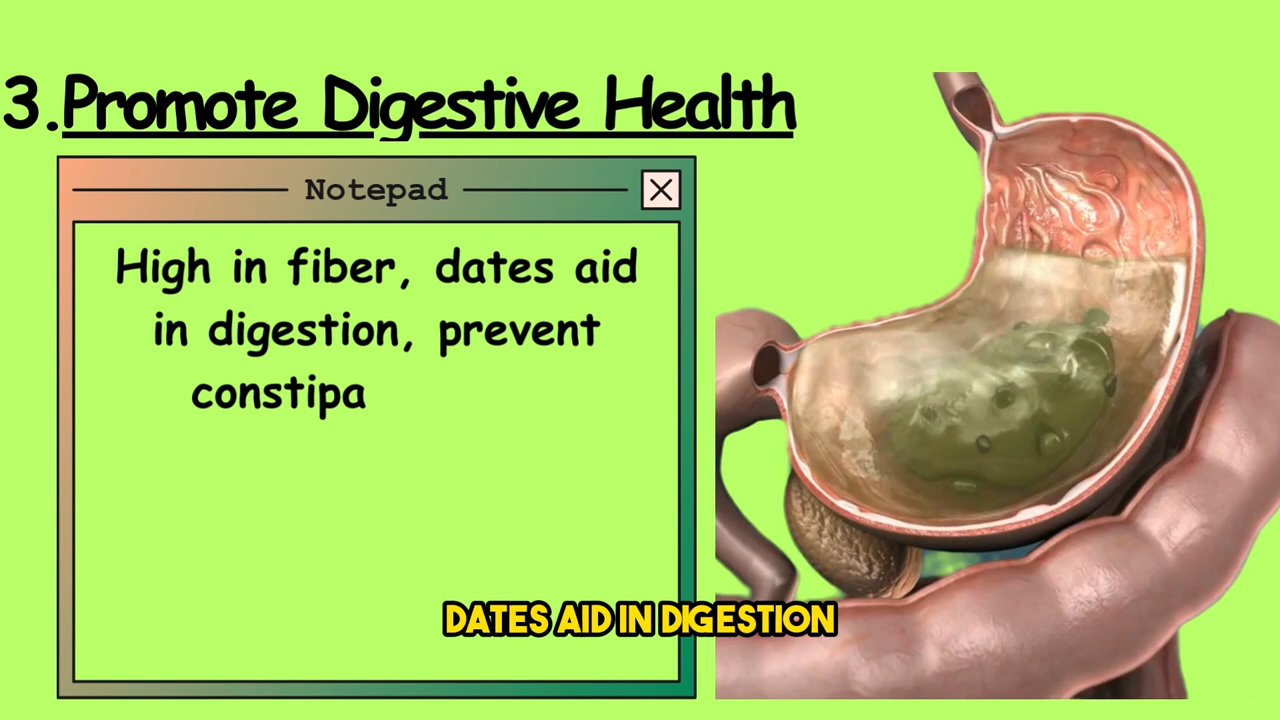 3.Promote Digestive Health
Notepad
High in fiber, dates aid
in digestion, prevent
constipa
DATES AID IN DIGESTION